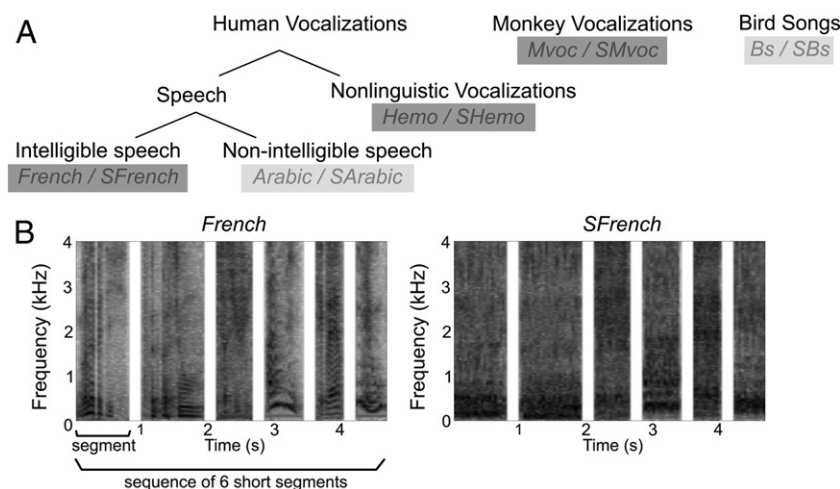 A
Human Vocalizations
Monkey Vocalizations
Mvoc / SMvoc
Bird Songs
Bs / SBs
Speech
Nonlinguistic Vocalizations
Hemo / SHemo
Intelligible speech
French / SFrench
Non-intelligible speech
Arabic / SArabic
B
French
SFrench
Frequency (kHz)
4
3
2
1
0
1 2 3 4
Time (s)
segment
sequence of 6 short segments
Frequency (kHz)
4
3
2
1
0
1 2 3 4
Time (s)